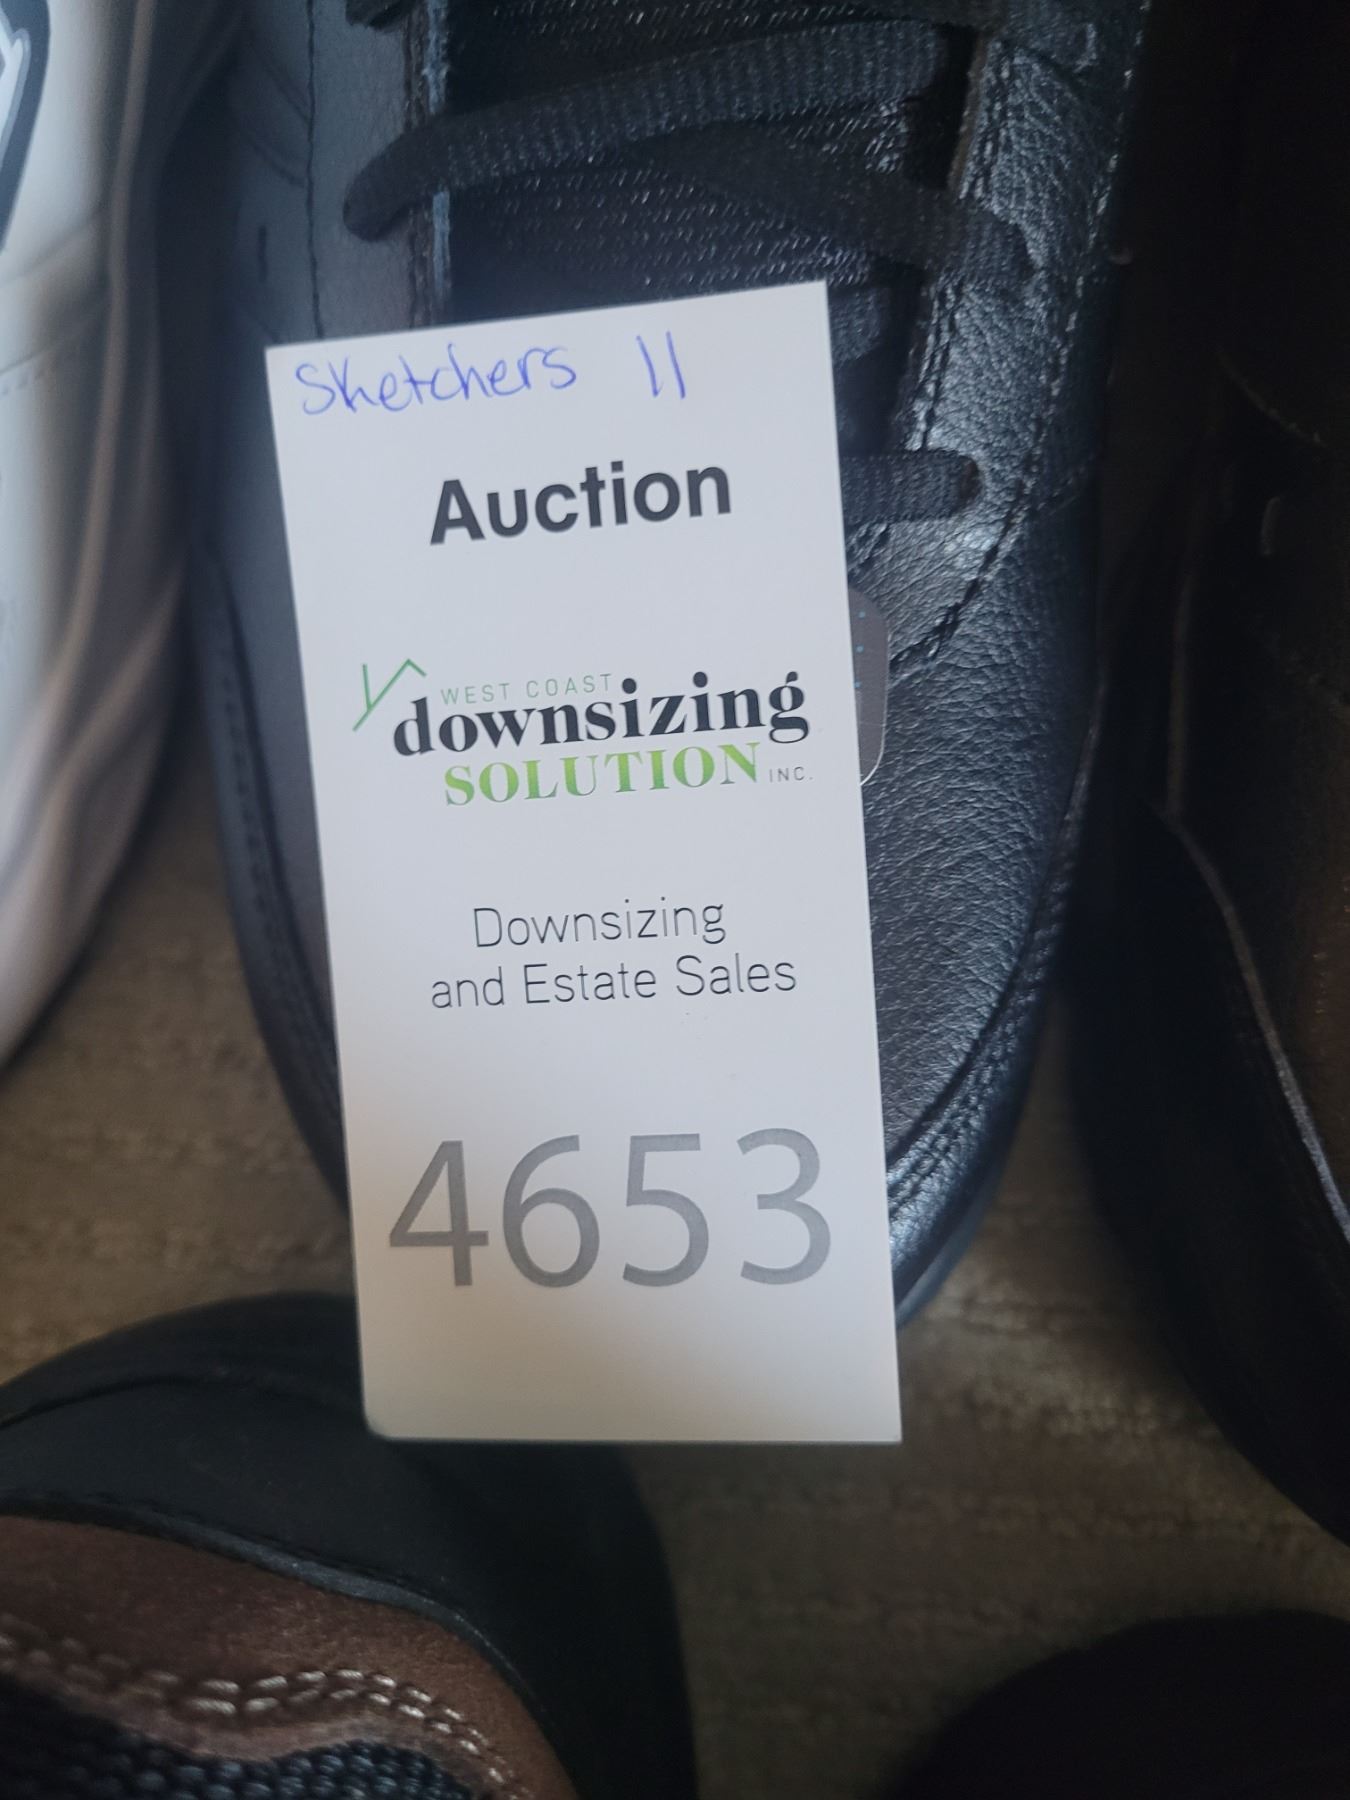 Sketchers 11
Auction
WEST COAST
downsizing
SOLUTION INC.
Downsizing
and Estate Sales
4653